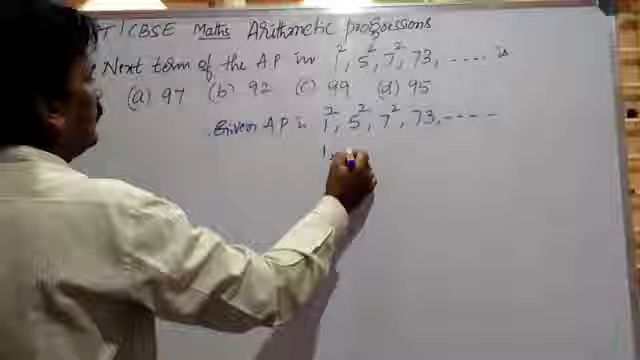 CBSE Maths Arithmetic progressions
Next term of the A.P in 1², 5², 7², 73, .... is
(a) 97 (b) 92 (c) 99 (d) 95
Given A.P is 1², 5², 7², 73, ----
1,